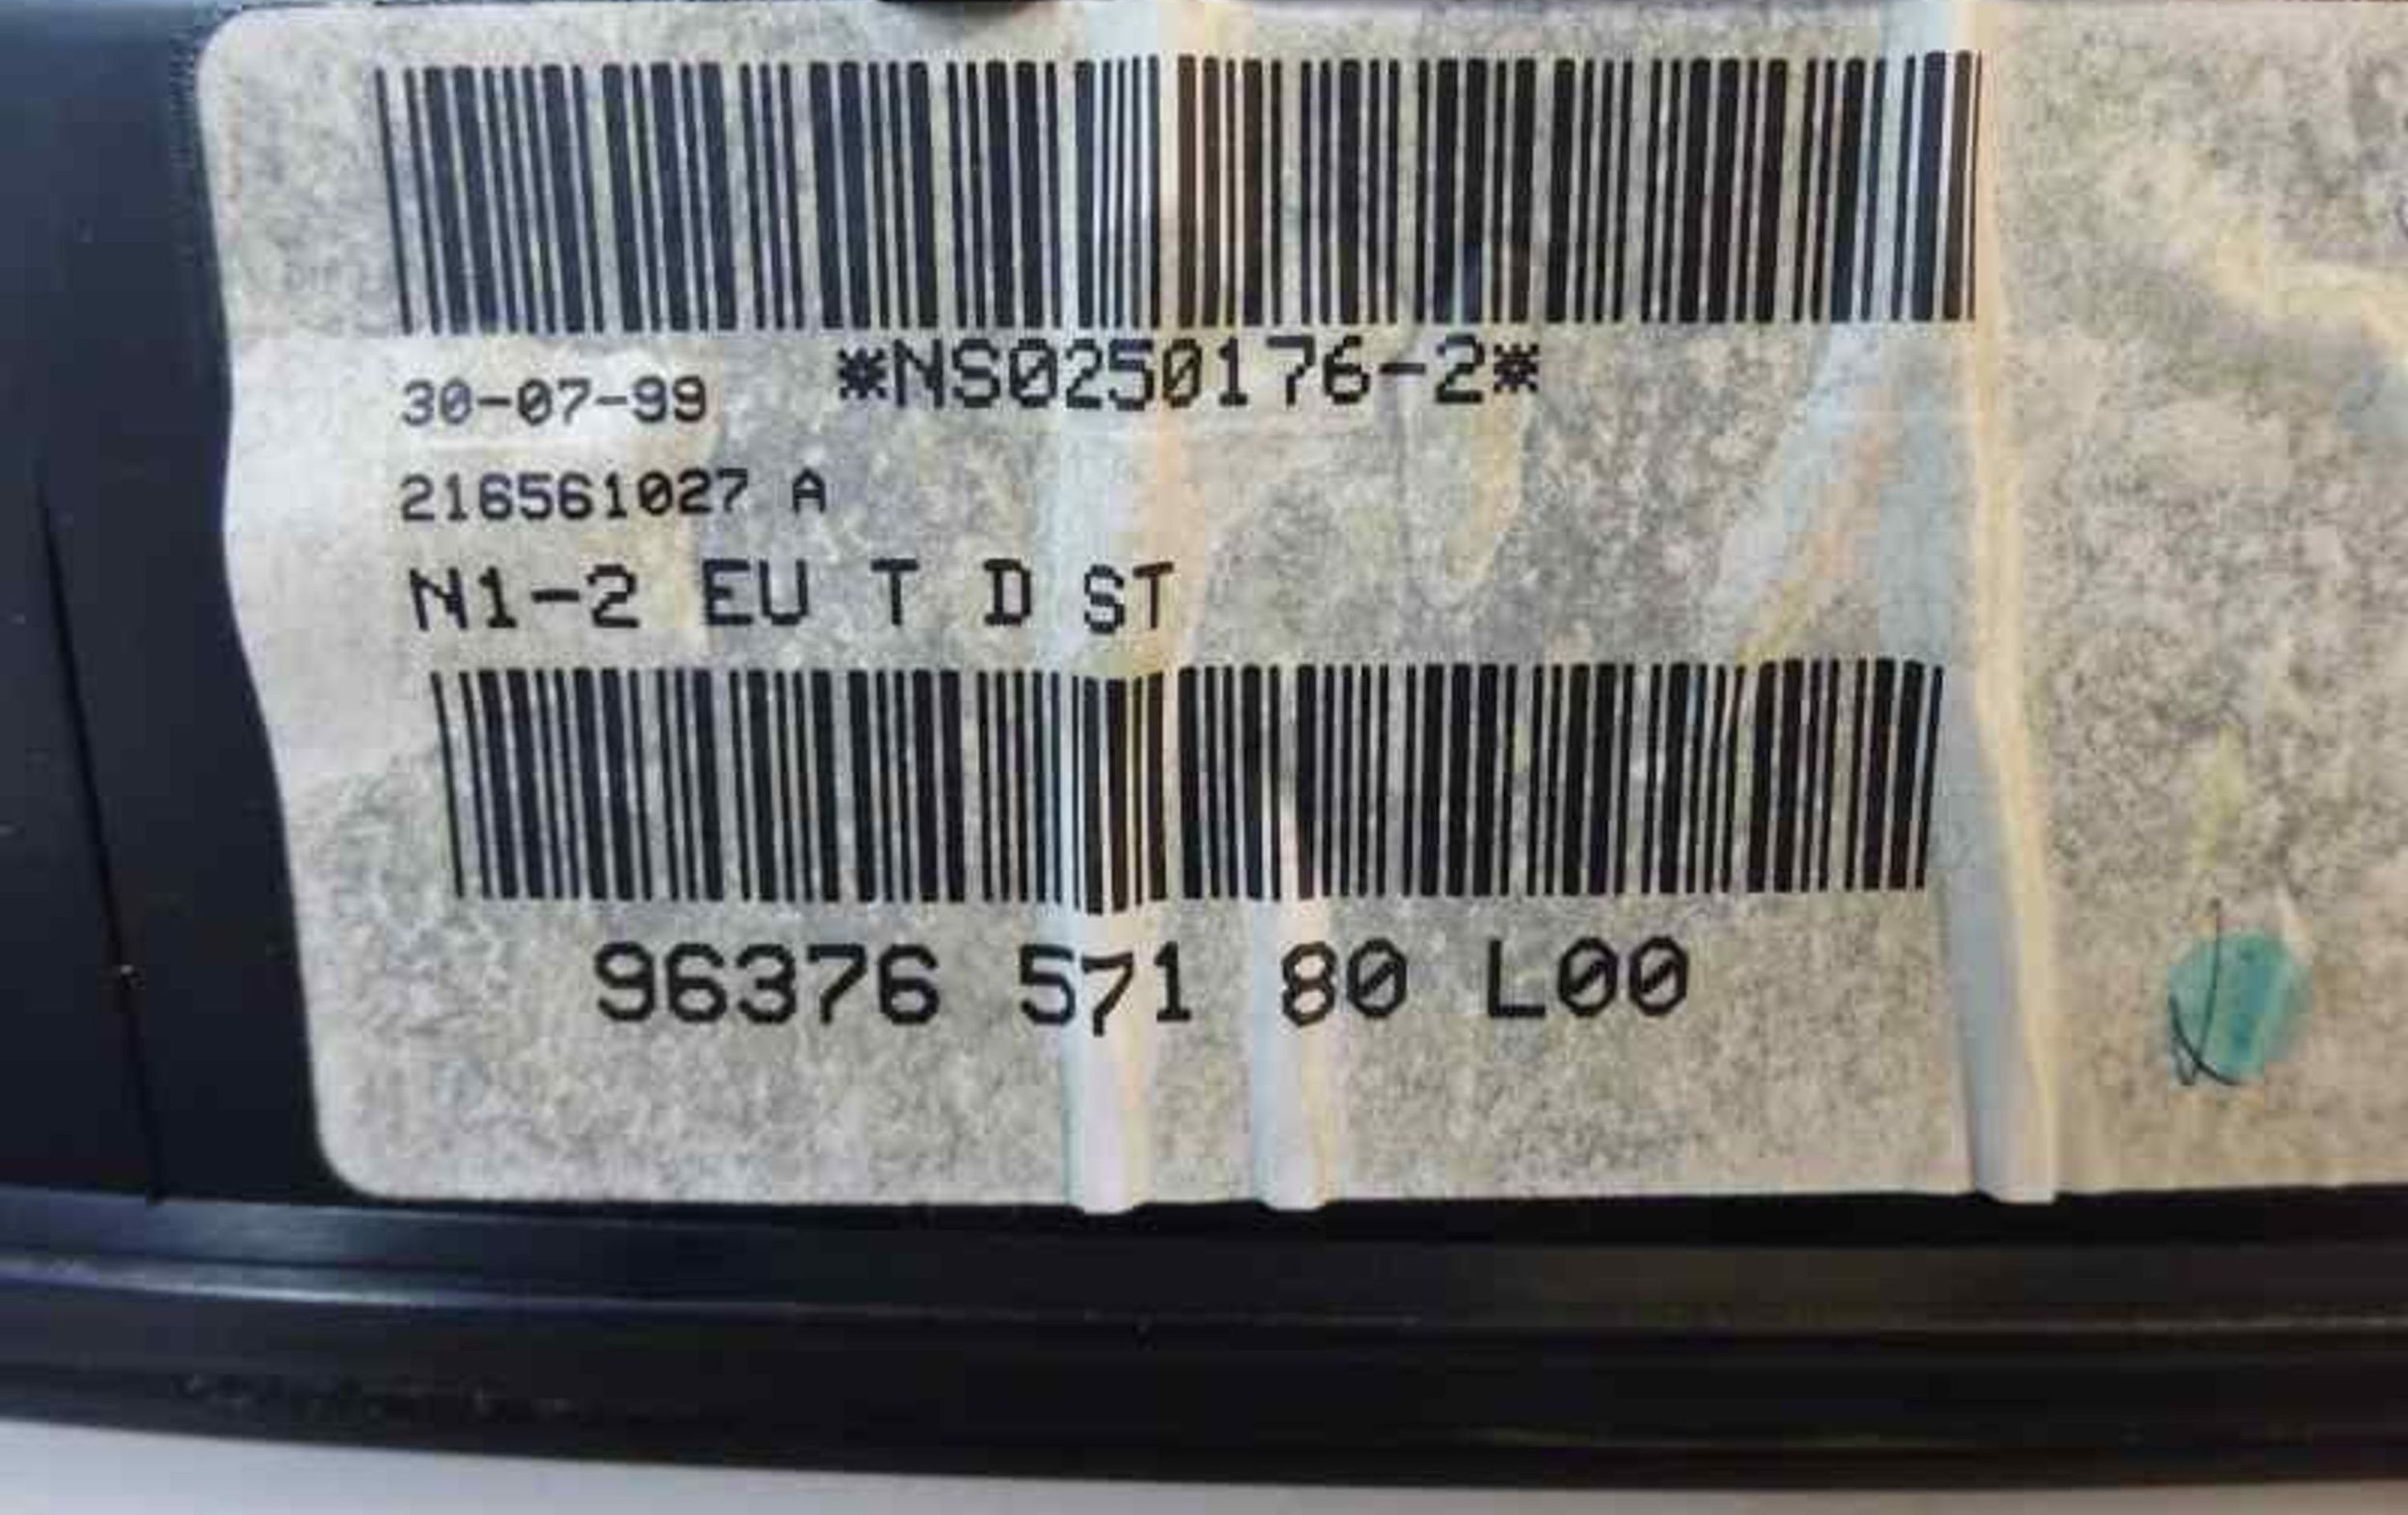 *NS0250176-2*
30-07-99
216561027 A
N1-2 EU T D ST
96376 571 80 L00